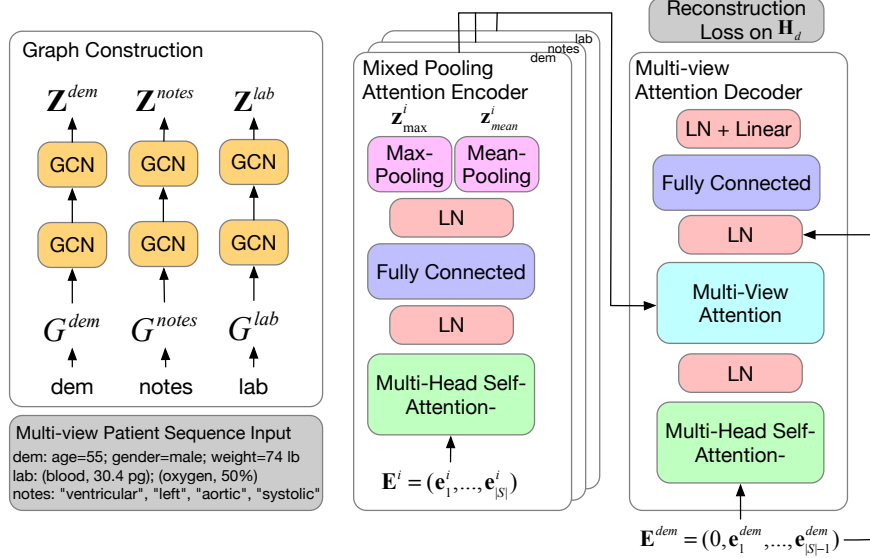 Graph Construction
Z^dem Z^notes Z^lab
GCN GCN GCN
GCN GCN GCN
G^dem G^notes G^lab
dem notes lab
Multi-view Patient Sequence Input
dem: age=55; gender=male; weight=74 lb
lab: (blood, 30.4 pg); (oxygen, 50%)
notes: "ventricular", "left", "aortic", "systolic"
lab
notes
dem
Mixed Pooling
Attention Encoder
z^i_max z^i_mean
Max-
Pooling
Mean-
Pooling
LN
Fully Connected
LN
Multi-Head Self-
Attention-
E^i = (e^i_1,...,e^i_|S|)
Reconstruction
Loss on H_d
Multi-view
Attention Decoder
LN + Linear
Fully Connected
LN
Multi-View
Attention
LN
Multi-Head Self-
Attention-
E^dem = (0,e^dem_1,...,e^dem_|S|-1)